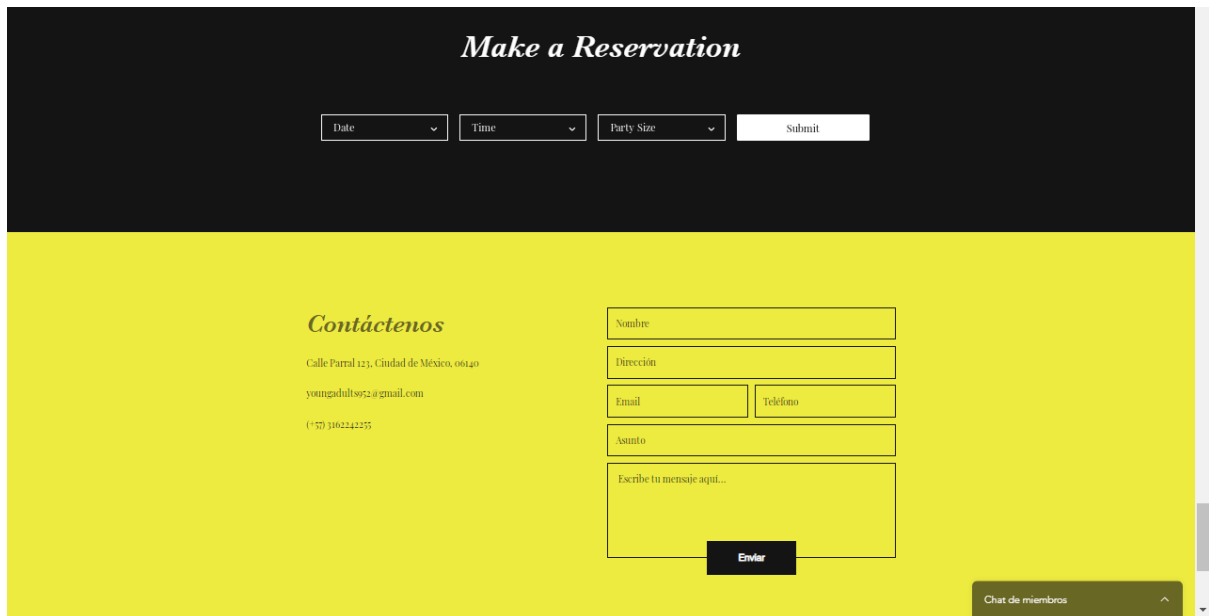 Make a Reservation
Date Time Party Size Submit
Contáctenos
Calle Parral 123, Ciudad de México, 06140
youngadults952@gmail.com
(+57) 3162242255
Nombre
Dirección
Email Teléfono
Asunto
Escribe tu mensaje aquí...
Enviar
Chat de miembros